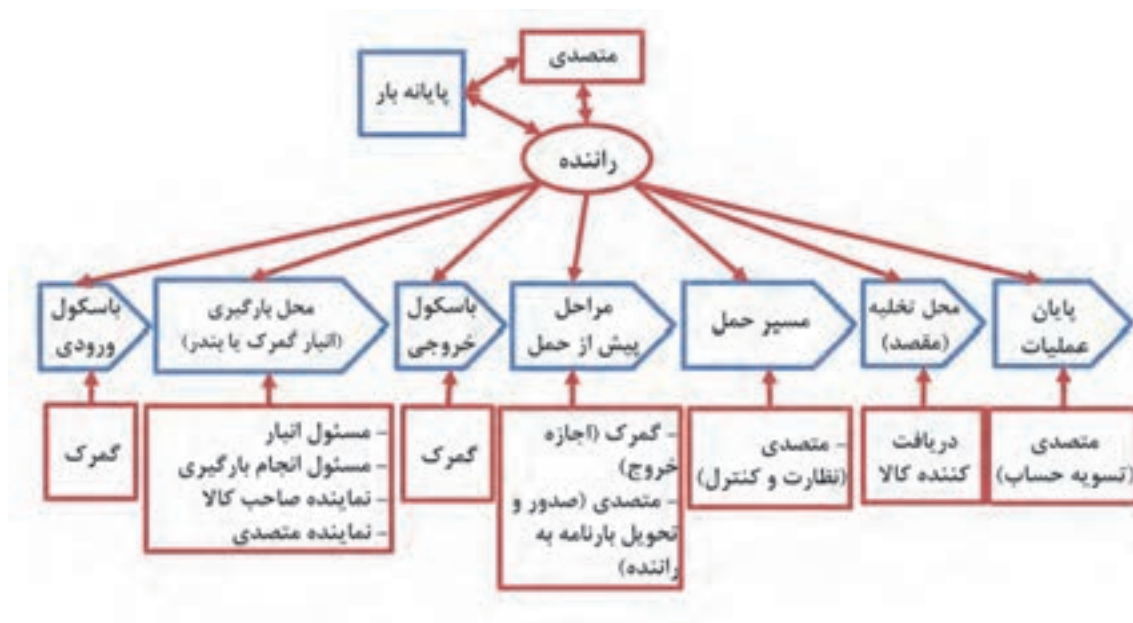 متصدی
پایانه بار
راننده
باسکول
ورودی
محل بارگیری
(انبار گمرک یا بندر)
باسکول
خروجی
مراحل
پیش از حمل
مسیر حمل
محل تخلیه
(مقصد)
پایان
عملیات
گمرک
- مسئول انبار
- مسئول انجام بارگیری
- نماینده صاحب کالا
- نماینده متصدی
گمرک
- گمرک (اجازه
خروج)
- متصدی (صدور و
تحویل بارنامه به
راننده)
- متصدی
(نظارت و کنترل)
دریافت
کننده کالا
متصدی
(تسویه حساب)